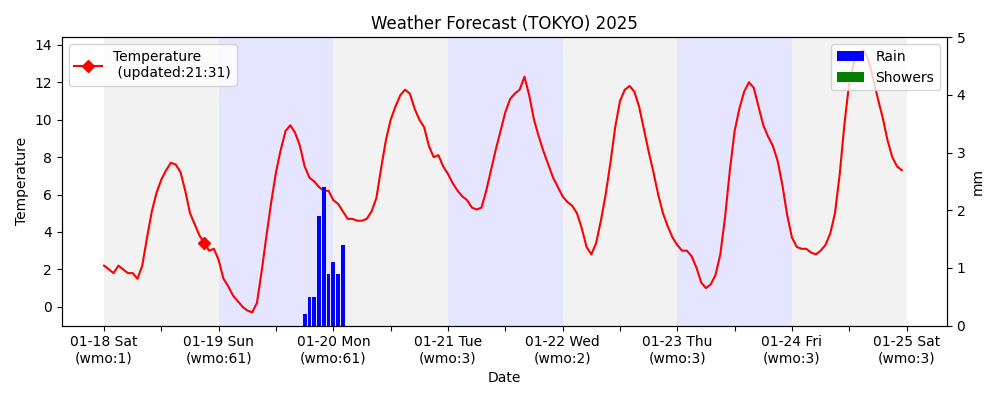 Weather Forecast (TOKYO) 2025
Temperature
(updated:21:31)
Rain
Showers
14
12
10
8
6
4
2
0
Temperature
5
4
3
2
1
0
mm
01-18 Sat
(wmo:1)
01-19 Sun
(wmo:61)
01-20 Mon
(wmo:61)
01-21 Tue
(wmo:3)
01-22 Wed
(wmo:2)
01-23 Thu
(wmo:3)
01-24 Fri
(wmo:3)
01-25 Sat
(wmo:3)
Date